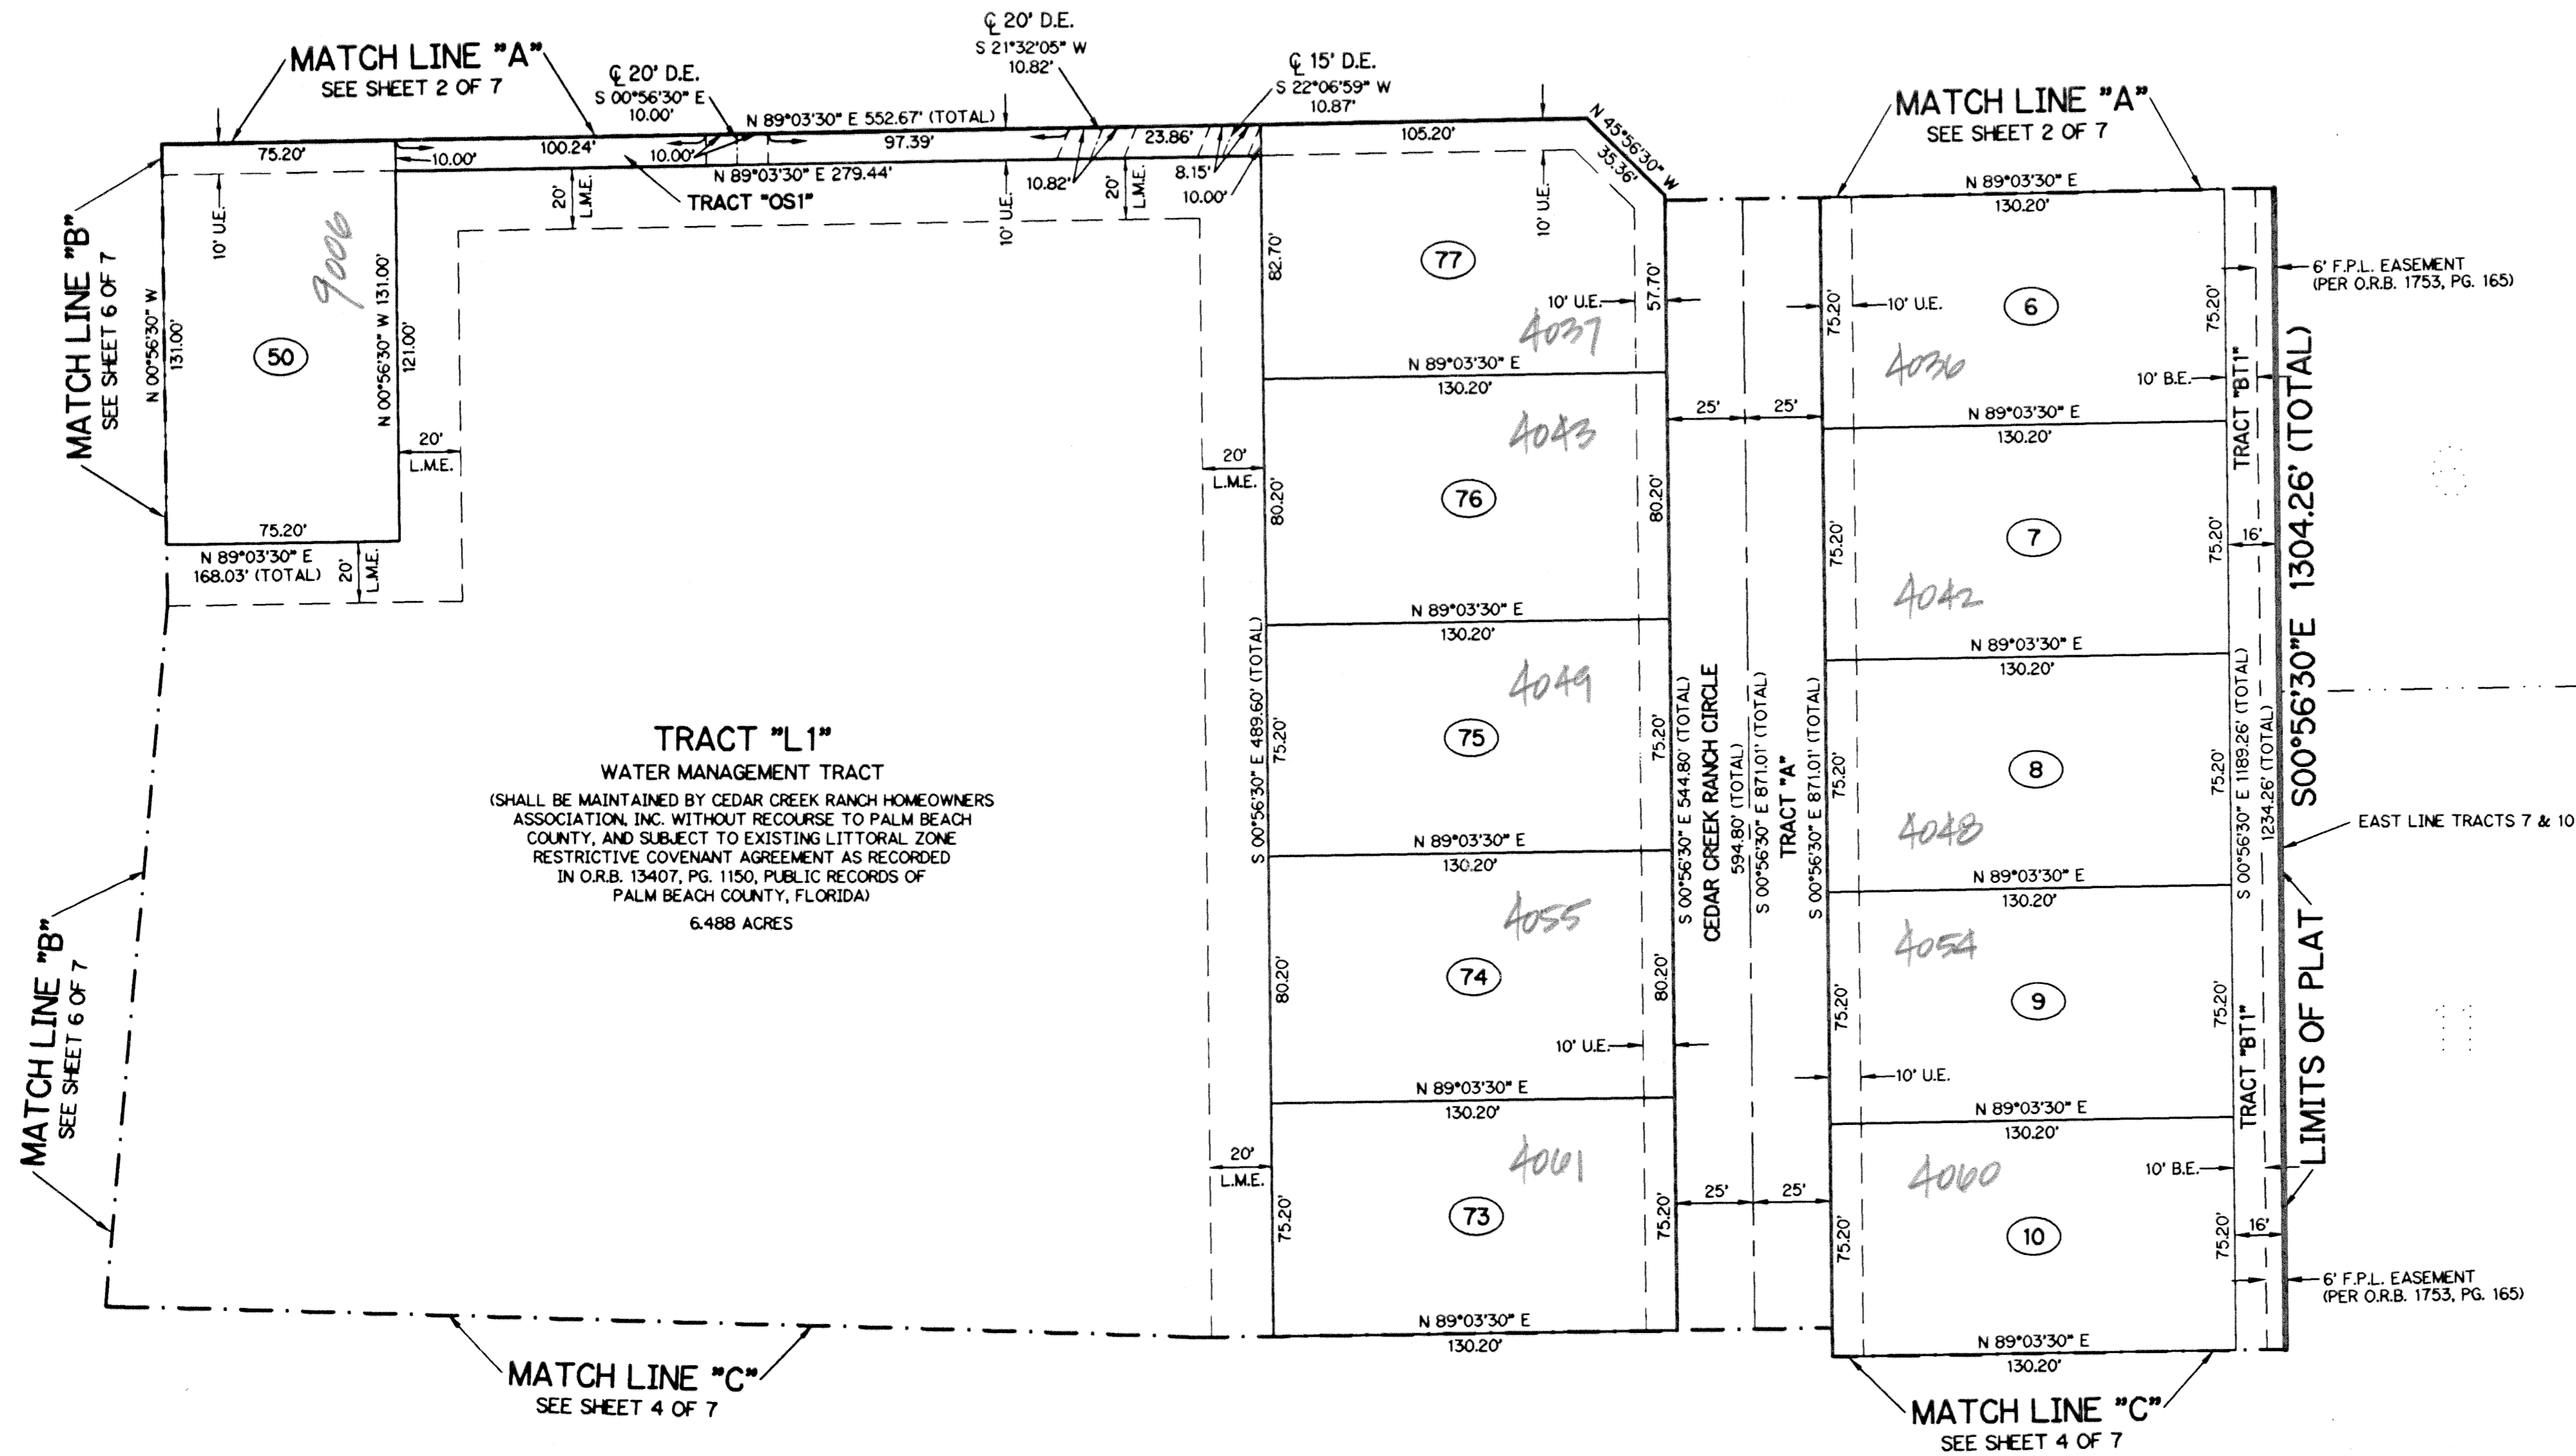 MATCH LINE "A"
SEE SHEET 2 OF 7
℄ 20' D.E.
S 00°56'30" E
10.00'
℄ 20' D.E.
S 21°32'05" W
10.82'
℄ 15' D.E.
S 22°06'59" W
10.87'
N 89°03'30" E 552.67' (TOTAL)
75.20'
10.00'
100.24'
10.00'
97.39'
10.82'
23.86'
8.15'
10.00'
105.20'
N 45°56'30" W
35.36'
N 89°03'30" E 279.44'
TRACT "OS1"
20'
L.M.E.
10' U.E.
20'
L.M.E.
10' U.E.
MATCH LINE "B"
SEE SHEET 6 OF 7
N 00°56'30" W
131.00'
10' U.E.
9006
50
N 00°56'30" W 131.00'
121.00'
20'
L.M.E.
75.20'
N 89°03'30" E
168.03' (TOTAL)
20'
L.M.E.
MATCH LINE "B"
SEE SHEET 6 OF 7
TRACT "L1"
WATER MANAGEMENT TRACT
(SHALL BE MAINTAINED BY CEDAR CREEK RANCH HOMEOWNERS
ASSOCIATION, INC. WITHOUT RECOURSE TO PALM BEACH
COUNTY, AND SUBJECT TO EXISTING LITTORAL ZONE
RESTRICTIVE COVENANT AGREEMENT AS RECORDED
IN O.R.B. 13407, PG. 1150, PUBLIC RECORDS OF
PALM BEACH COUNTY, FLORIDA)
6.488 ACRES
MATCH LINE "C"
SEE SHEET 4 OF 7
20'
L.M.E.
20'
L.M.E.
S 00°56'30" E 489.60' (TOTAL)
82.70'
77
10' U.E.
57.70'
4037
N 89°03'30" E
130.20'
4043
80.20'
76
80.20'
N 89°03'30" E
130.20'
4049
75.20'
75
75.20'
N 89°03'30" E
130.20'
4055
80.20'
74
80.20'
10' U.E.
N 89°03'30" E
130.20'
4061
75.20'
73
75.20'
N 89°03'30" E
130.20'
S 00°56'30" E 544.80' (TOTAL)
CEDAR CREEK RANCH CIRCLE
594.80' (TOTAL)
S 00°56'30" E 871.01' (TOTAL)
TRACT "A"
S 00°56'30" E 871.01' (TOTAL)
25'
25'
25'
25'
MATCH LINE "A"
SEE SHEET 2 OF 7
N 89°03'30" E
130.20'
75.20'
10' U.E.
6
75.20'
4036
10' B.E.
N 89°03'30" E
130.20'
75.20'
7
75.20'
4042
N 89°03'30" E
130.20'
75.20'
8
75.20'
4048
N 89°03'30" E
130.20'
4054
75.20'
9
75.20'
10' U.E.
N 89°03'30" E
130.20'
4060
10' B.E.
75.20'
10
75.20'
N 89°03'30" E
130.20'
MATCH LINE "C"
SEE SHEET 4 OF 7
TRACT "BT1"
16'
S 00°56'30" E 1189.26' (TOTAL)
1234.26' (TOTAL)
TRACT "BT1"
16'
6' F.P.L. EASEMENT
(PER O.R.B. 1753, PG. 165)
S00°56'30"E 1304.26' (TOTAL)
EAST LINE TRACTS 7 & 10
LIMITS OF PLAT
6' F.P.L. EASEMENT
(PER O.R.B. 1753, PG. 165)
6
11